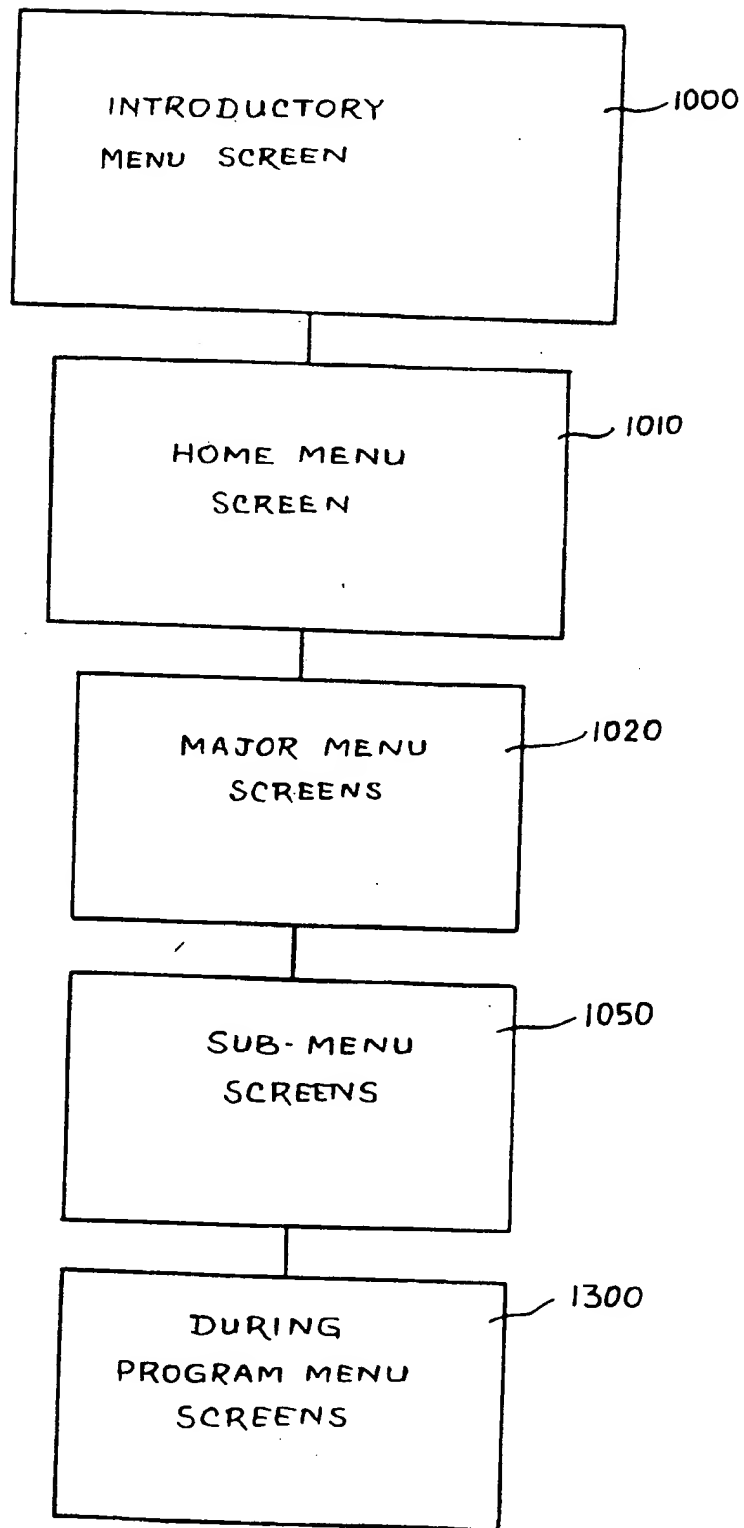 INTRODUCTORY
MENU SCREEN
1000
HOME MENU
SCREEN
1010
MAJOR MENU
SCREENS
1020
SUB-MENU
SCREENS
1050
DURING
PROGRAM MENU
SCREENS
1300